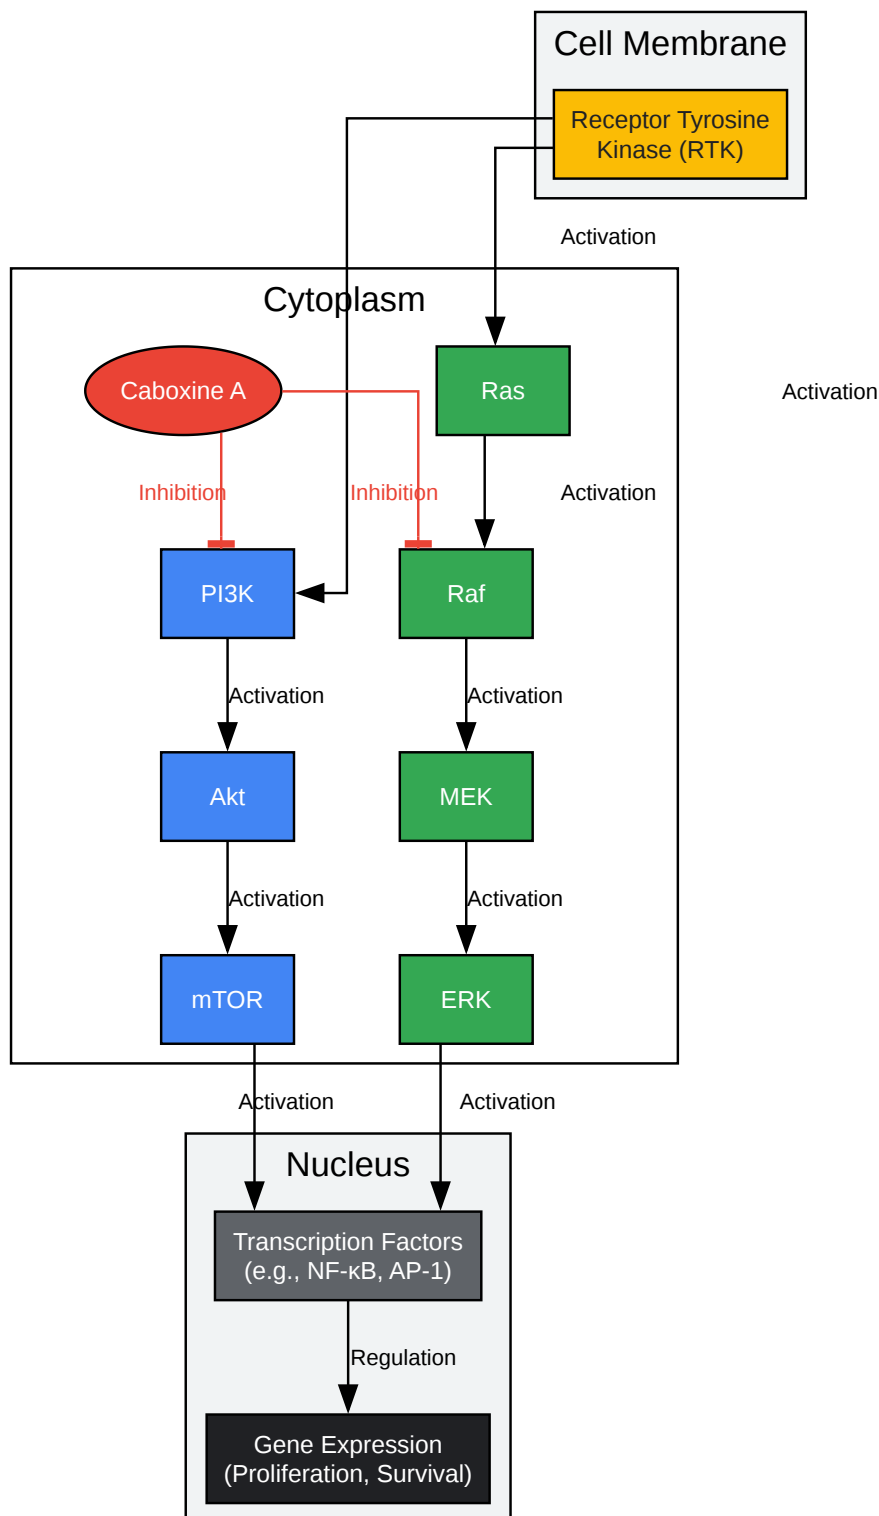 Cell Membrane
Receptor Tyrosine
Kinase (RTK)
Activation
Cytoplasm
Caboxine A
Ras
Activation
Inhibition
Inhibition
Activation
PI3K
Raf
Activation
Activation
Akt
MEK
Activation
Activation
mTOR
ERK
Activation
Activation
Nucleus
Transcription Factors
(e.g., NF-κB, AP-1)
Regulation
Gene Expression
(Proliferation, Survival)